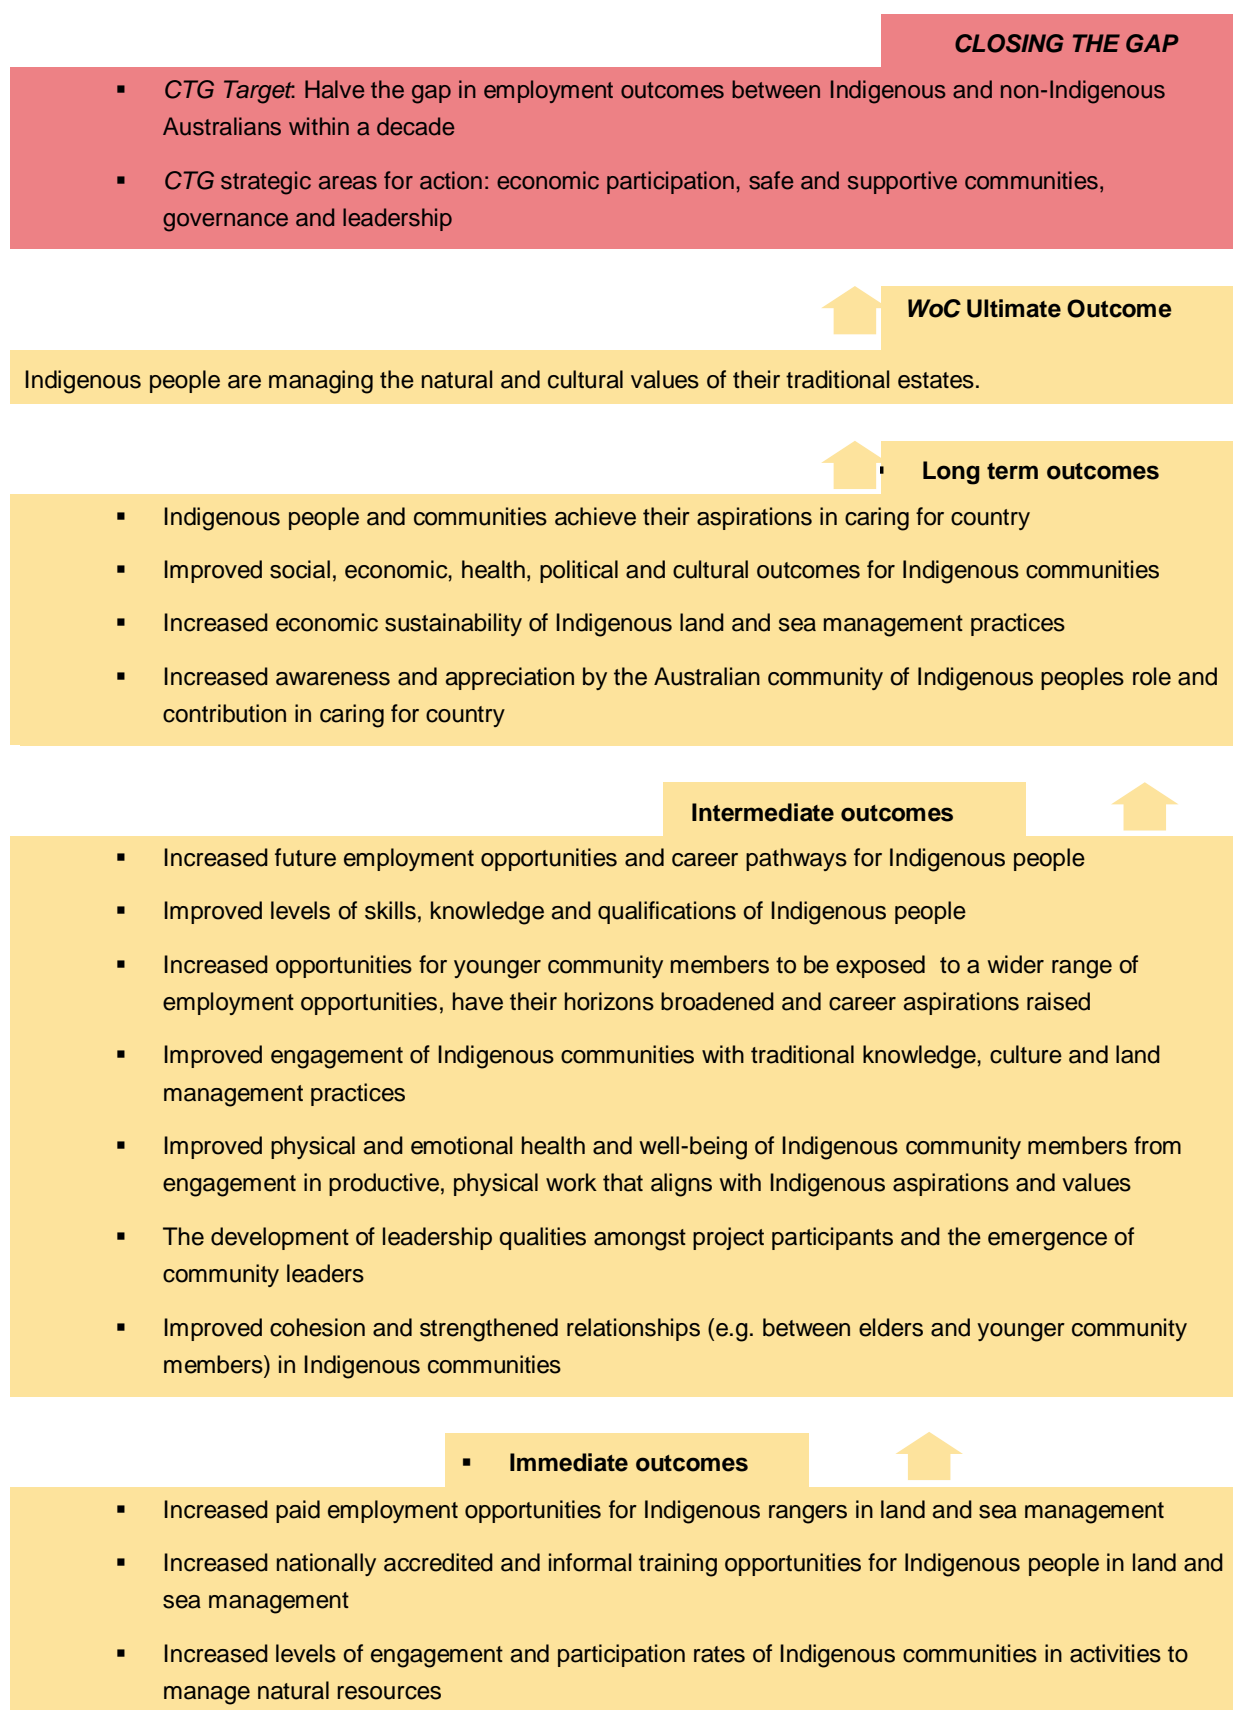 CLOSING THE GAP
▪ CTG Target: Halve the gap in employment outcomes between Indigenous and non-Indigenous
Australians within a decade
▪ CTG strategic areas for action: economic participation, safe and supportive communities,
governance and leadership
WoC Ultimate Outcome
Indigenous people are managing the natural and cultural values of their traditional estates.
▪ Long term outcomes
▪ Indigenous people and communities achieve their aspirations in caring for country
▪ Improved social, economic, health, political and cultural outcomes for Indigenous communities
▪ Increased economic sustainability of Indigenous land and sea management practices
▪ Increased awareness and appreciation by the Australian community of Indigenous peoples role and
contribution in caring for country
Intermediate outcomes
▪ Increased future employment opportunities and career pathways for Indigenous people
▪ Improved levels of skills, knowledge and qualifications of Indigenous people
▪ Increased opportunities for younger community members to be exposed  to a wider range of
employment opportunities, have their horizons broadened and career aspirations raised
▪ Improved engagement of Indigenous communities with traditional knowledge, culture and land
management practices
▪ Improved physical and emotional health and well-being of Indigenous community members from
engagement in productive, physical work that aligns with Indigenous aspirations and values
▪ The development of leadership qualities amongst project participants and the emergence of
community leaders
▪ Improved cohesion and strengthened relationships (e.g. between elders and younger community
members) in Indigenous communities
▪ Immediate outcomes
▪ Increased paid employment opportunities for Indigenous rangers in land and sea management
▪ Increased nationally accredited and informal training opportunities for Indigenous people in land and
sea management
▪ Increased levels of engagement and participation rates of Indigenous communities in activities to
manage natural resources